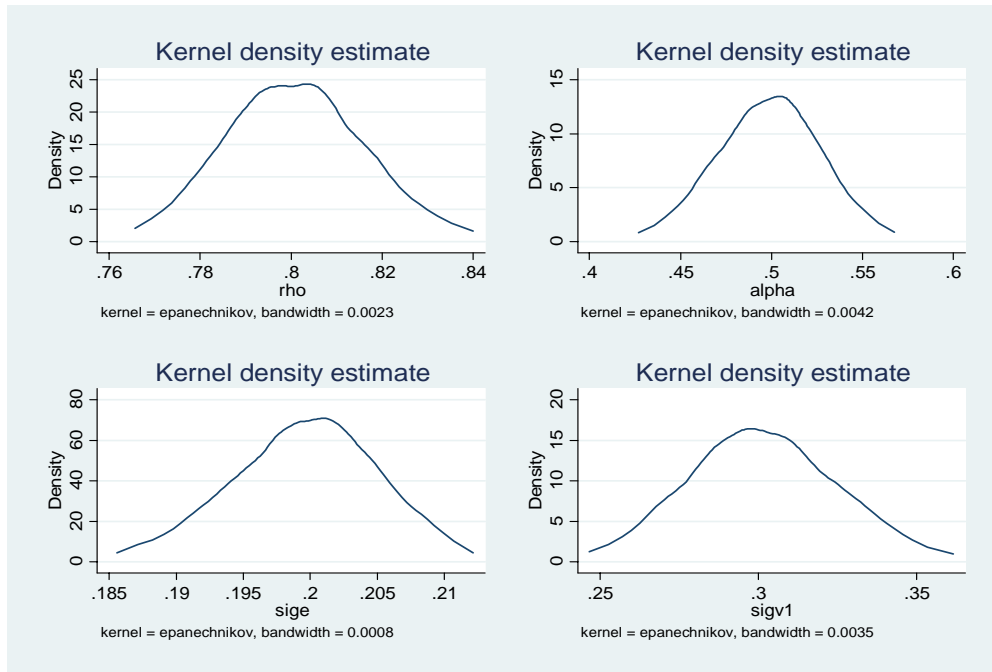 Kernel density estimate
Density
25
20
15
10
5
0
.76 .78 .8 .82 .84
rho
kernel = epanechnikov, bandwidth = 0.0023
Kernel density estimate
Density
15
10
5
0
.4 .45 .5 .55 .6
alpha
kernel = epanechnikov, bandwidth = 0.0042
Kernel density estimate
Density
80
60
40
20
0
.185 .19 .195 .2 .205 .21
sige
kernel = epanechnikov, bandwidth = 0.0008
Kernel density estimate
Density
20
15
10
5
0
.25 .3 .35
sigv1
kernel = epanechnikov, bandwidth = 0.0035